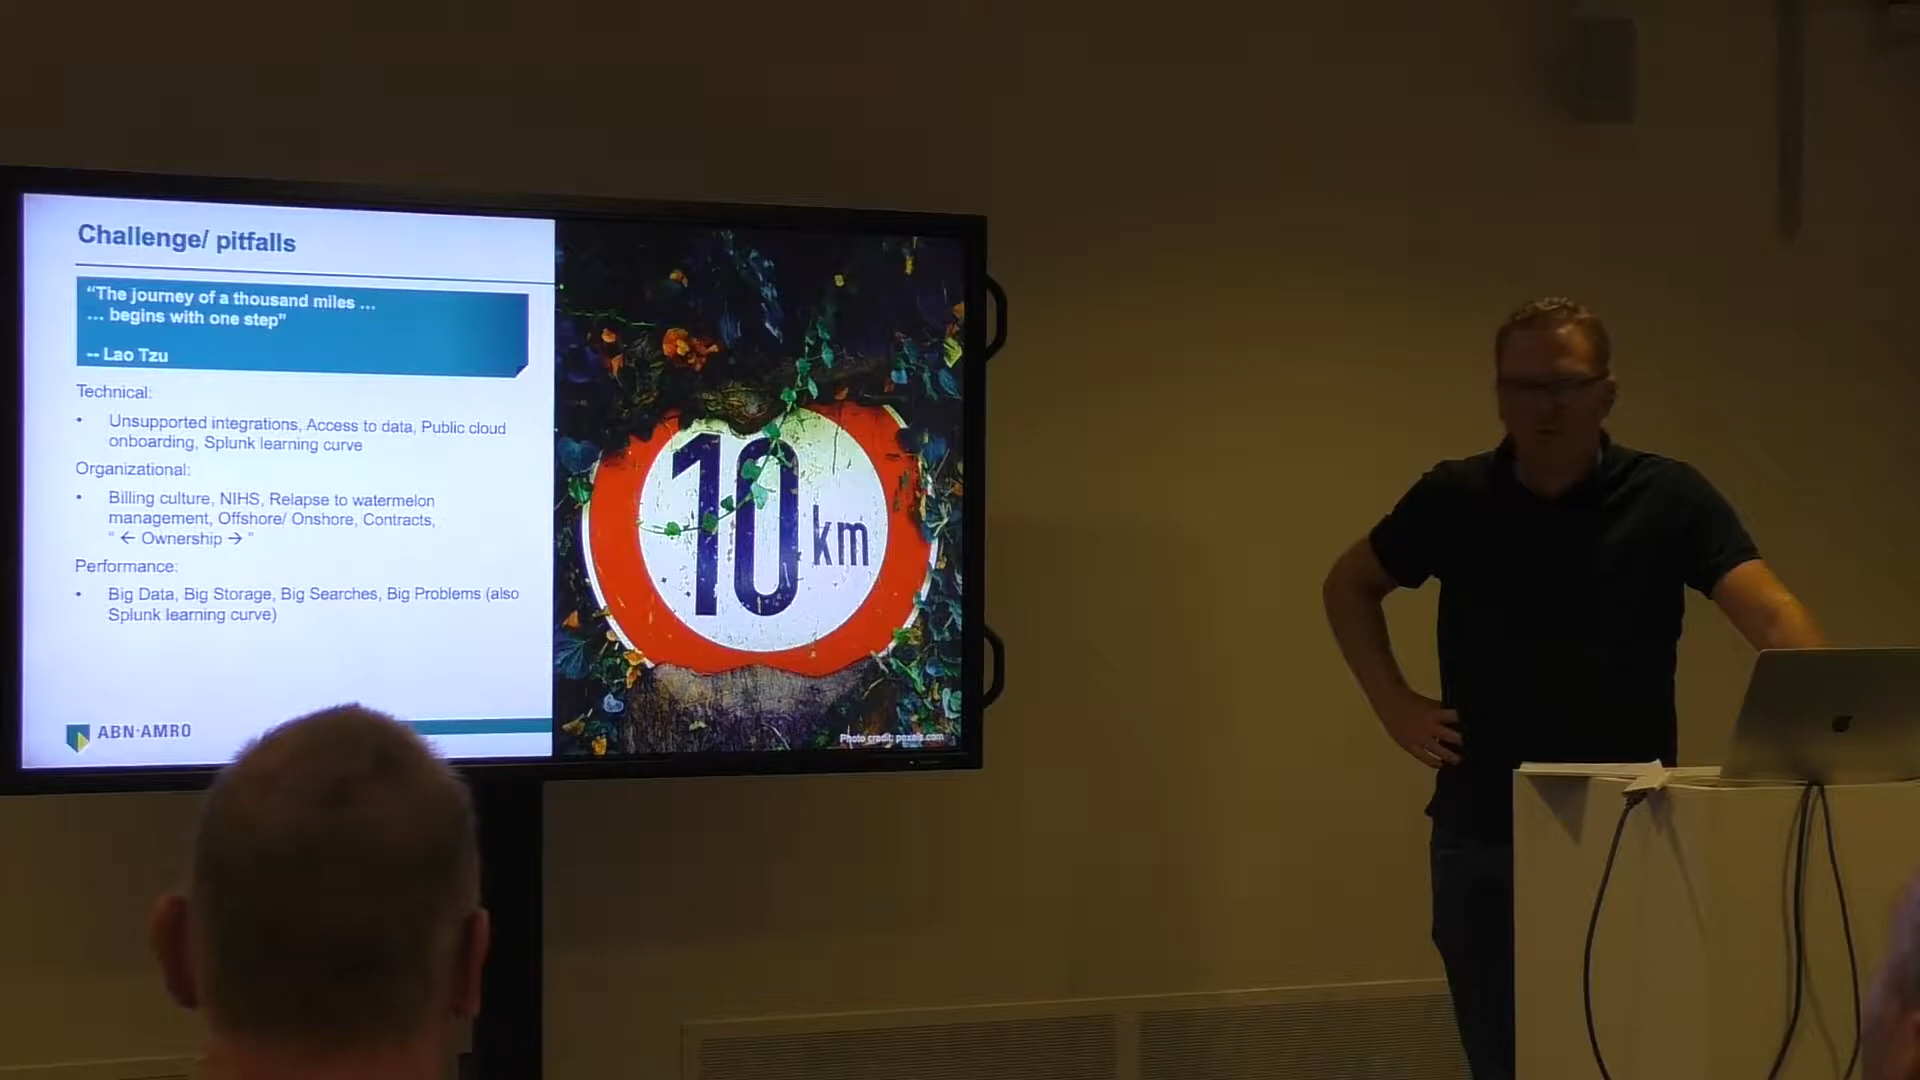 Challenge/ pitfalls
“The journey of a thousand miles ...
... begins with one step”
-- Lao Tzu
Technical:
• Unsupported integrations, Access to data, Public cloud
onboarding, Splunk learning curve
Organizational:
• Billing culture, NIHS, Relapse to watermelon
management, Offshore/ Onshore, Contracts,
“ ← Ownership → ”
Performance:
• Big Data, Big Storage, Big Searches, Big Problems (also
Splunk learning curve)
ABN·AMRO
10 km
Photo credit: pexels.com